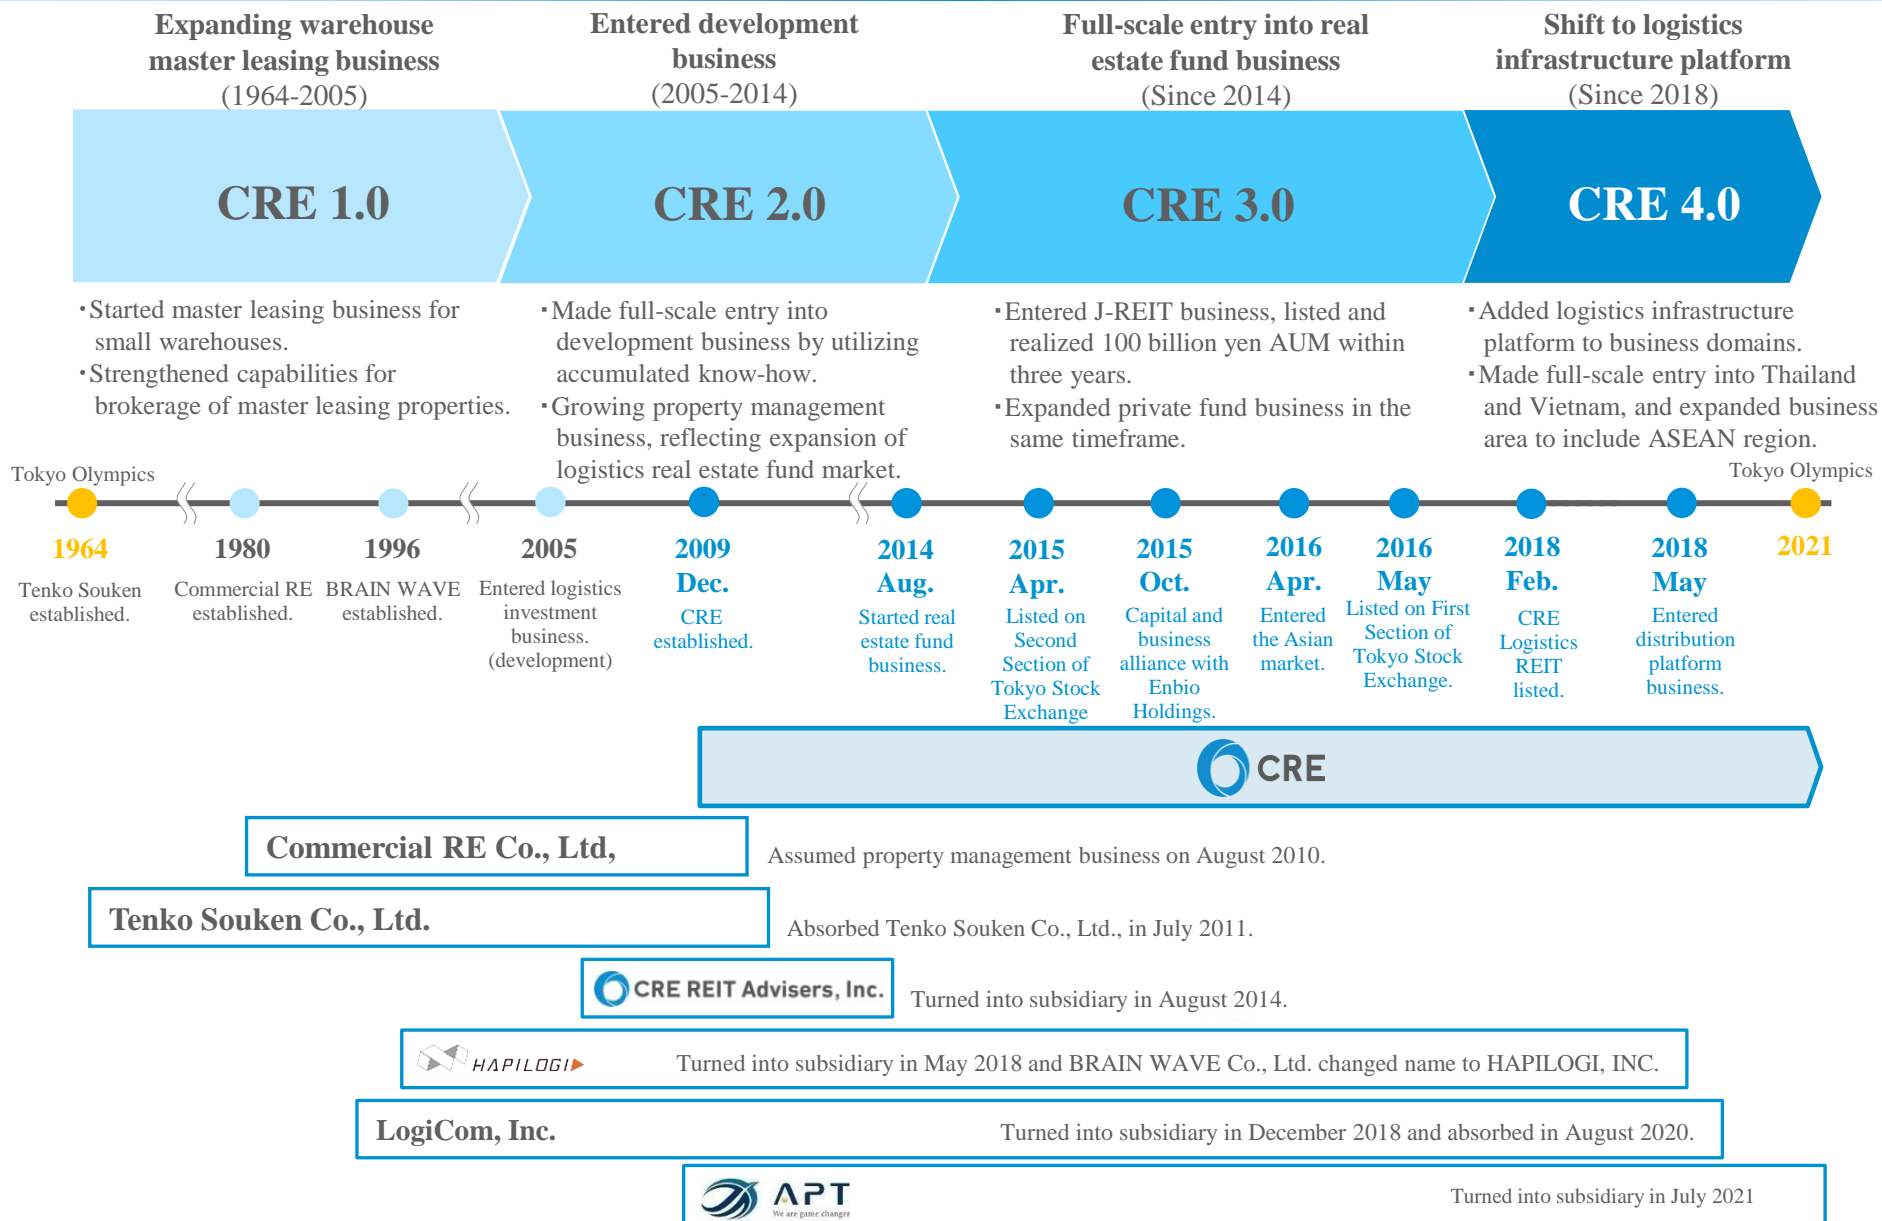 Expanding warehouse
master leasing business
(1964-2005)
Entered development
business
(2005-2014)
Full-scale entry into real
estate fund business
(Since 2014)
Shift to logistics
infrastructure platform
(Since 2018)
CRE 1.0
CRE 2.0
CRE 3.0
CRE 4.0
・Started master leasing business for
small warehouses.
・Strengthened capabilities for
brokerage of master leasing properties.
・Made full-scale entry into
development business by utilizing
accumulated know-how.
・Growing property management
business, reflecting expansion of
logistics real estate fund market.
・Entered J-REIT business, listed and
realized 100 billion yen AUM within
three years.
・Expanded private fund business in the
same timeframe.
・Added logistics infrastructure
platform to business domains.
・Made full-scale entry into Thailand
and Vietnam, and expanded business
area to include ASEAN region.
Tokyo Olympics
Tokyo Olympics
1964
Tenko Souken
established.
1980
Commercial RE
established.
1996
BRAIN WAVE
established.
2005
Entered logistics
investment
business.
(development)
2009
Dec.
CRE
established.
2014
Aug.
Started real
estate fund
business.
2015
Apr.
Listed on
Second
Section of
Tokyo Stock
Exchange
2015
Oct.
Capital and
business
alliance with
Enbio
Holdings.
2016
Apr.
Entered
the Asian
market.
2016
May
Listed on First
Section of
Tokyo Stock
Exchange.
2018
Feb.
CRE
Logistics
REIT
listed.
2018
May
Entered
distribution
platform
business.
2021
CRE
Commercial RE Co., Ltd,
Assumed property management business on August 2010.
Tenko Souken Co., Ltd.
Absorbed Tenko Souken Co., Ltd., in July 2011.
CRE REIT Advisers, Inc.
Turned into subsidiary in August 2014.
HAPILOGI
Turned into subsidiary in May 2018 and BRAIN WAVE Co., Ltd. changed name to HAPILOGI, INC.
LogiCom, Inc.
Turned into subsidiary in December 2018 and absorbed in August 2020.
APT
We are game changer
Turned into subsidiary in July 2021